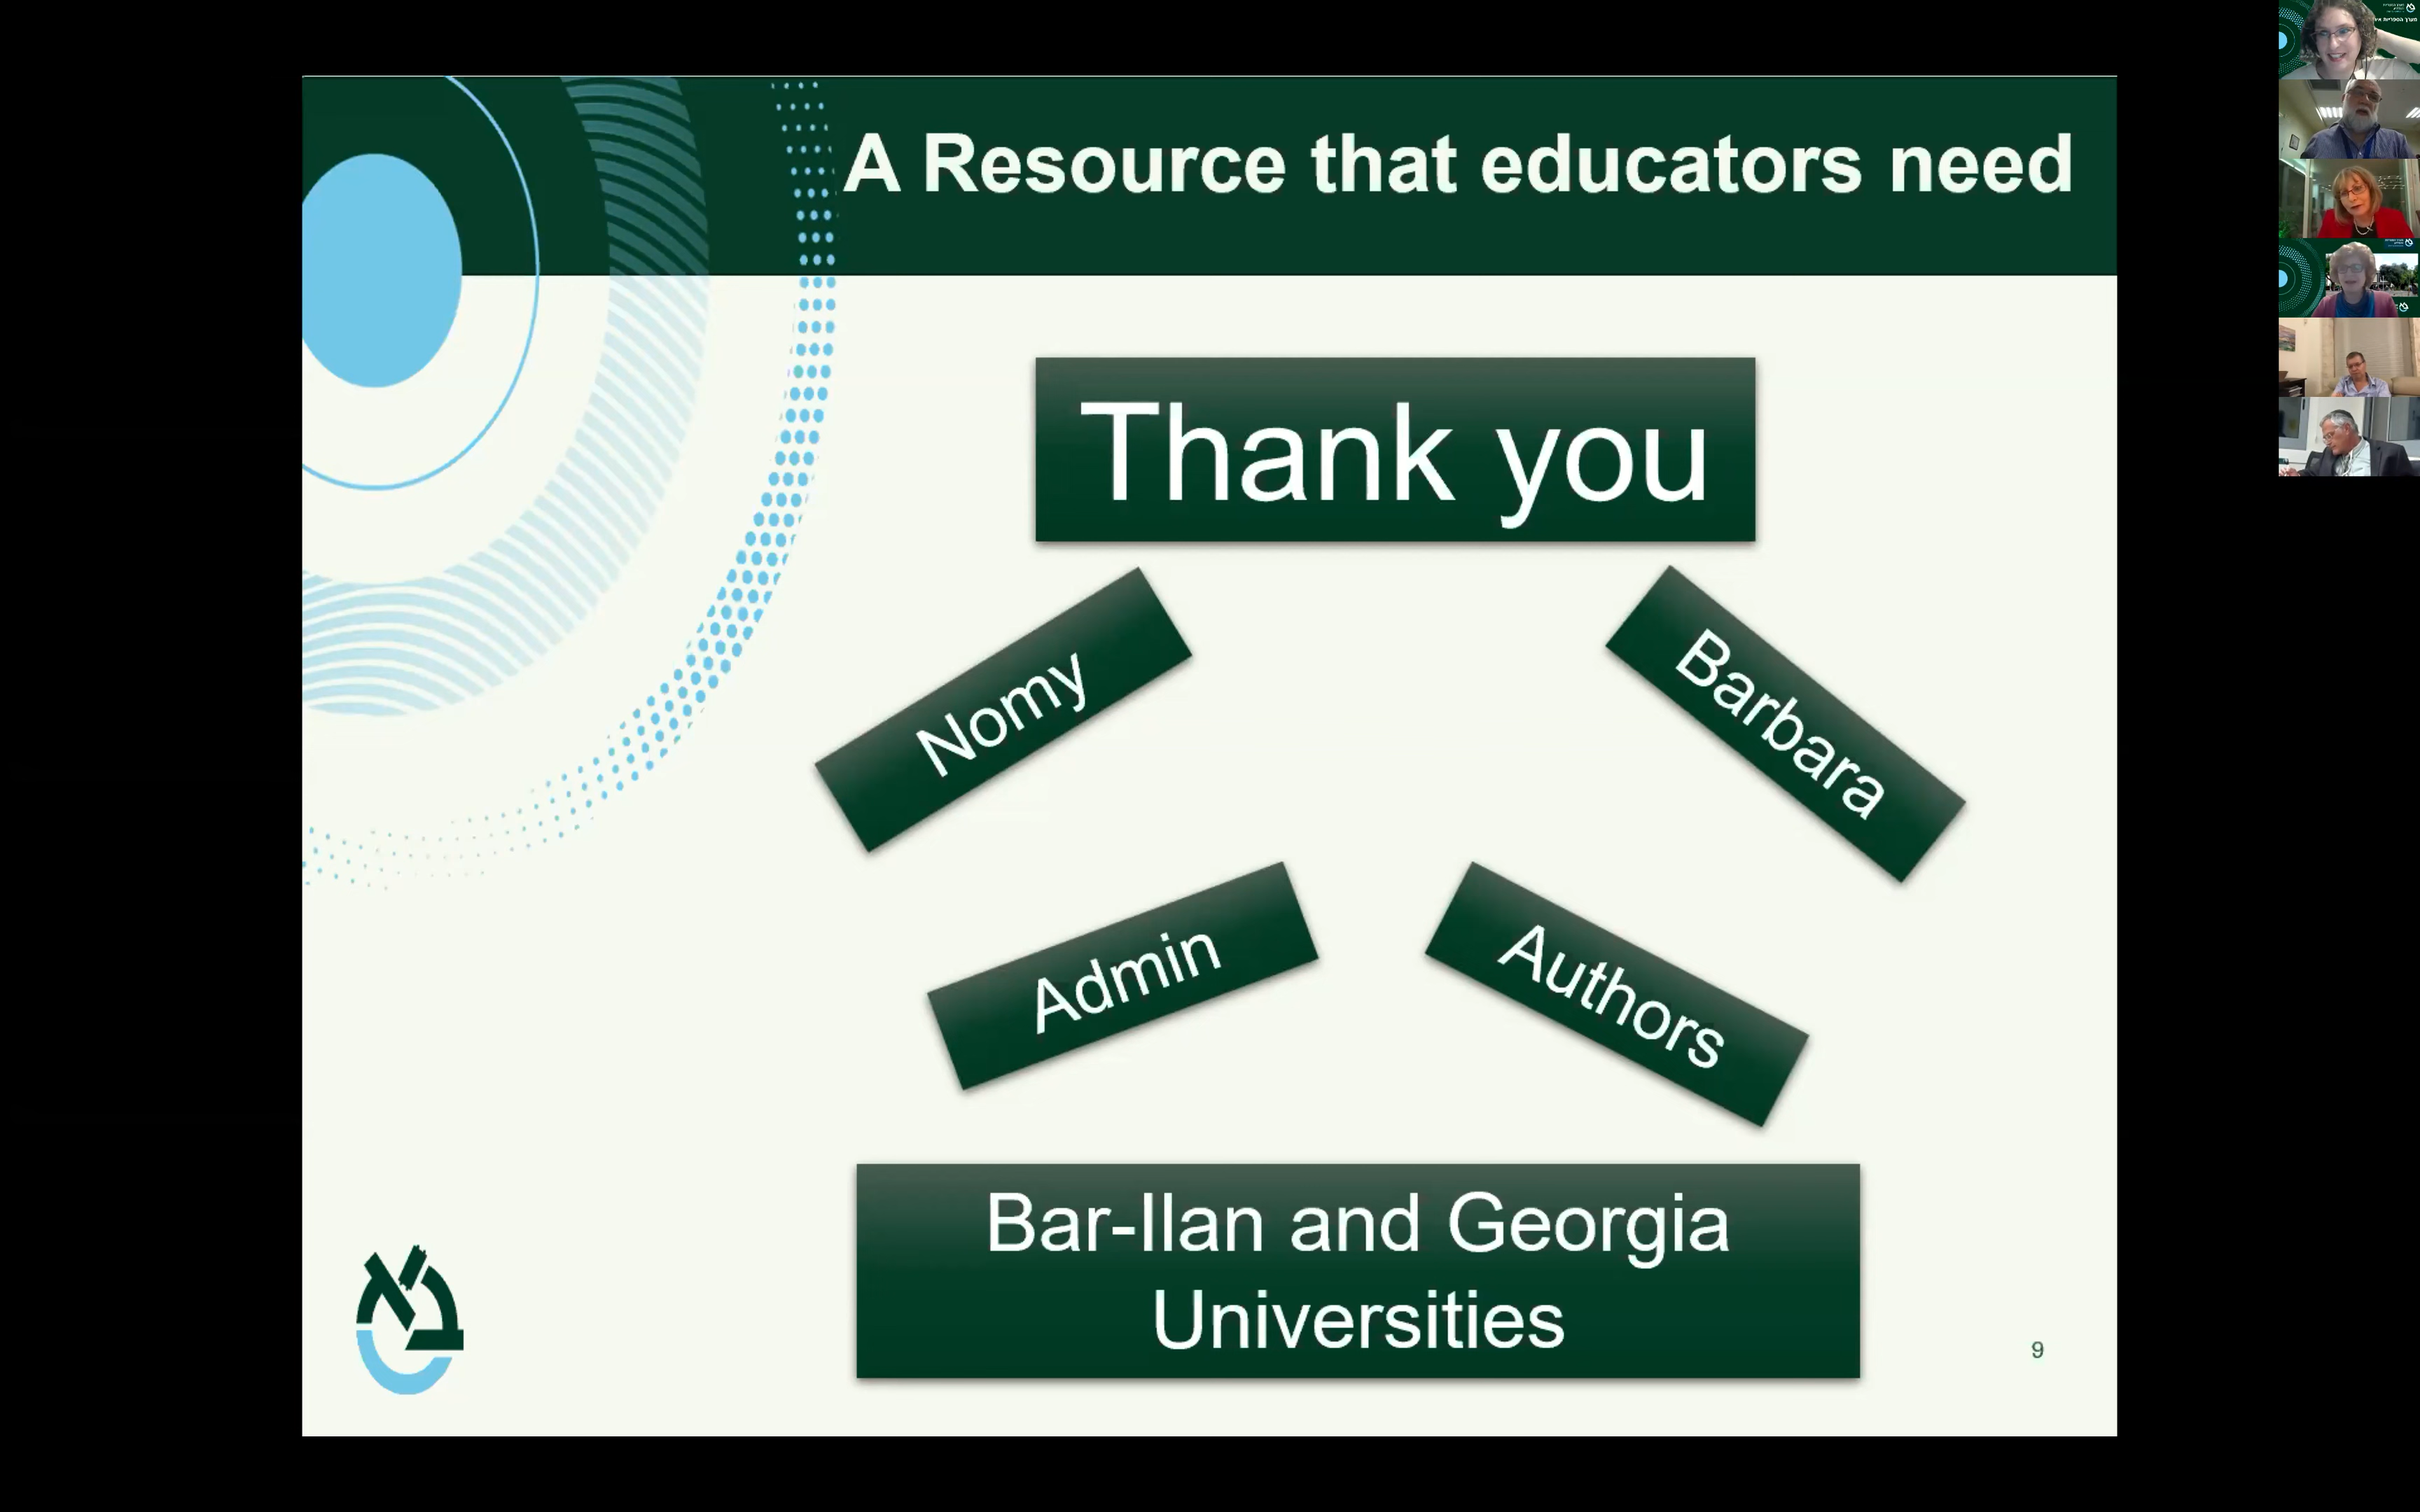 A Resource that educators need
Thank you
Nomy
Barbara
Admin
Authors
Bar-Ilan and Georgia
Universities
9